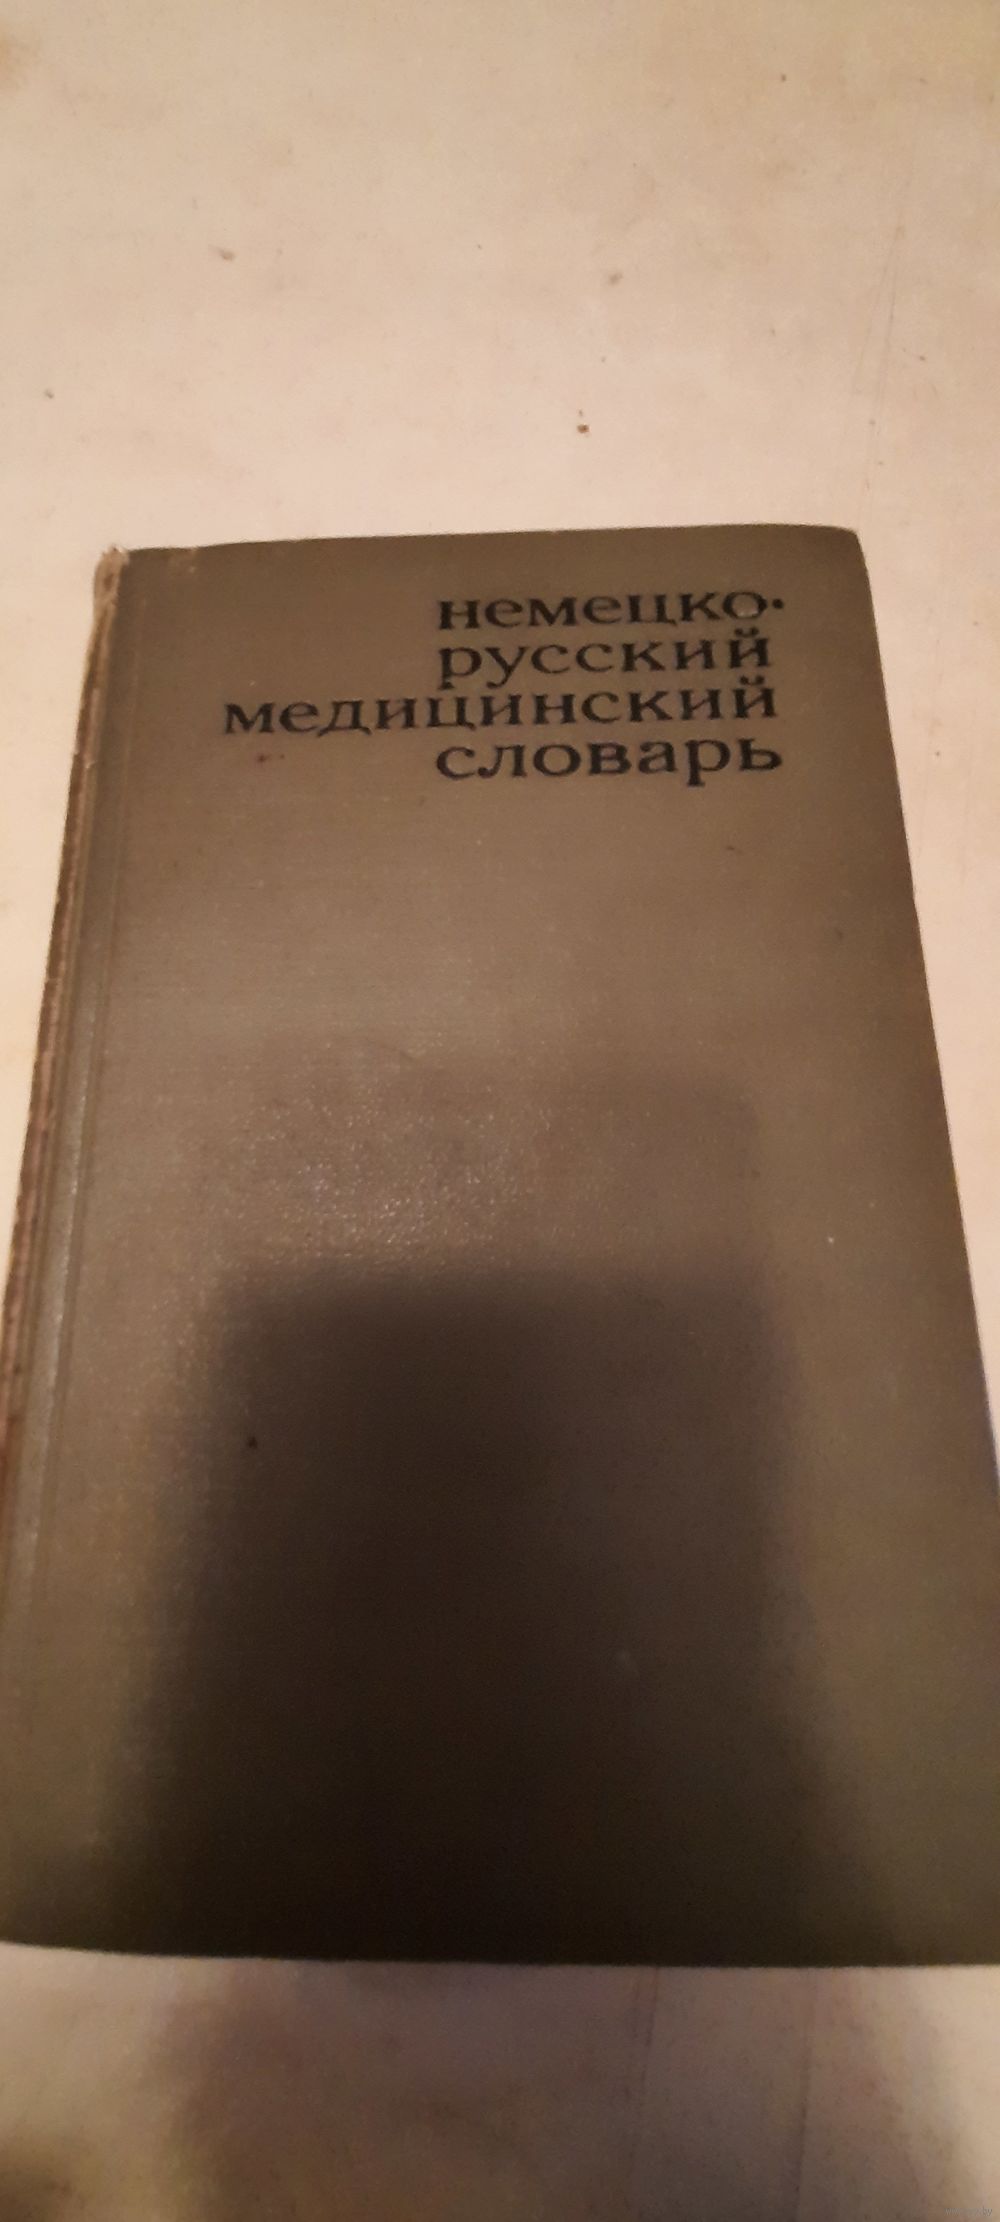 немецко-
русский
медицинский
словарь